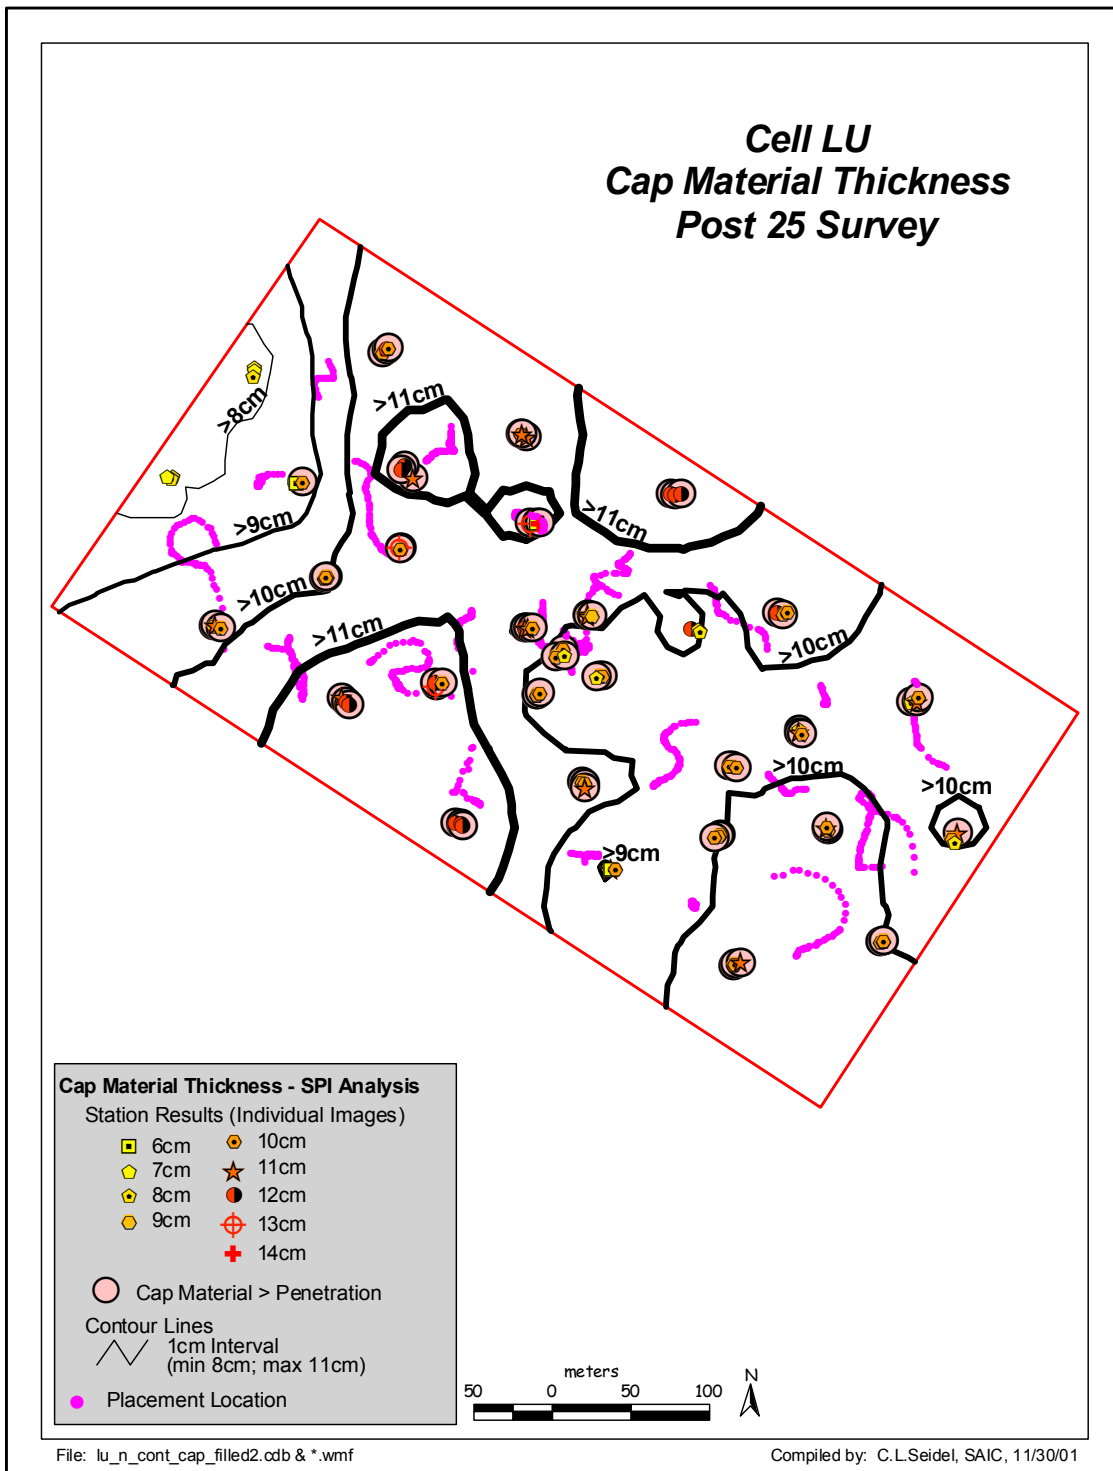 Cell LU
Cap Material Thickness
Post 25 Survey
>11cm
>8cm
>9cm
>11cm
>10cm
>11cm
>10cm
>10cm
>10cm
>9cm
Cap Material Thickness - SPI Analysis
Station Results (Individual Images)
6cm
7cm
8cm
9cm
10cm
11cm
12cm
13cm
14cm
Cap Material > Penetration
Contour Lines
1cm Interval
(min 8cm; max 11cm)
Placement Location
meters
50 0 50 100
N
File: lu_n_cont_cap_filled2.cdb & *.wmf
Compiled by: C.L.Seidel, SAIC, 11/30/01